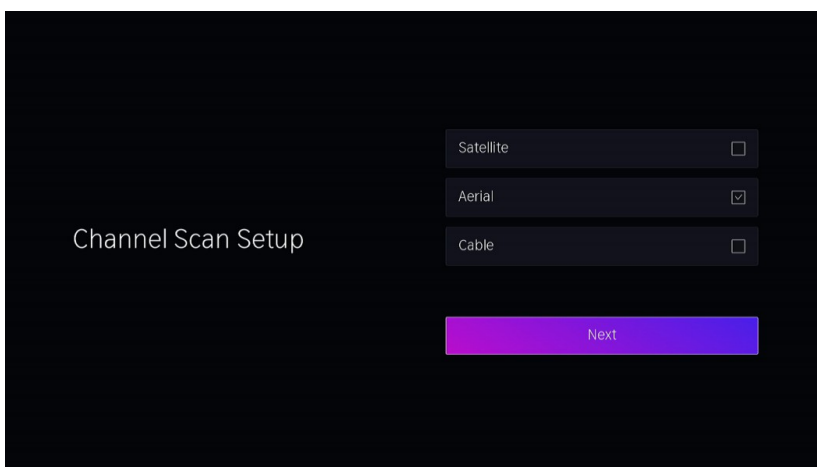 Channel Scan Setup
Satellite
Aerial
Cable
Next